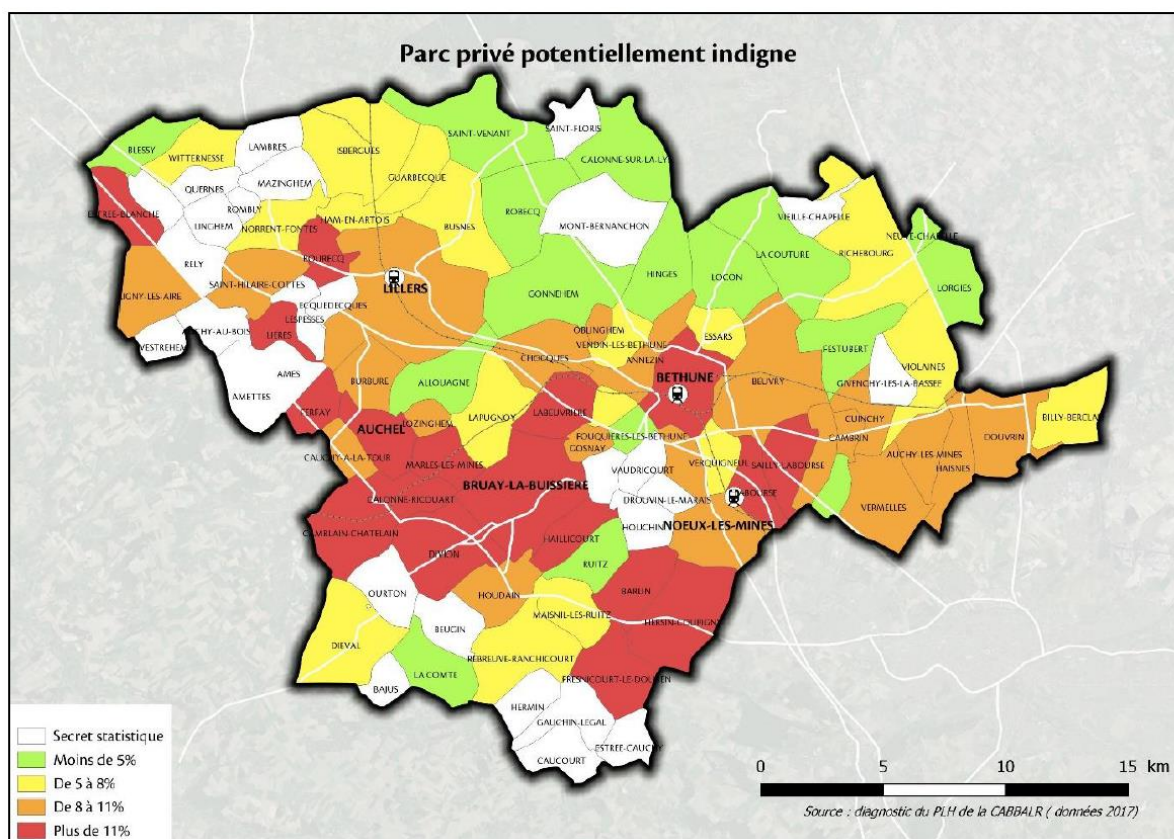 Parc privé potentiellement indigne
SAINT-FLORIS
SAINT-VENANT
CALONNE-SUR-LA-LY
BLESSY
WITTERNESSE
LAMBRES
ISBERGUES
GUARBECQUE
QUERNES
MAZINGHEM
ROMBLY
LINGHEM
NORRENT-FONTES
HAM-EN-ARTOIS
BUSNES
ROBECQ
MONT-BERNANCHON
VIEILLE-CHAPELLE
NEUVE-CHAPELLE
RICHEBOURG
LA COUTURE
LORGIES
RELY
BOURECQ
HINGES
LOCON
GONNEHEM
SAINT-HILAIRE-COTTES
LILLERS
ECQUEDECQUES
LESPESSES
LIERES
VESTREHEM
AMES
AMETTES
OBLINGHEM
VENDIN-LES-BETHUNE
ESSARS
ANNEZIN
CHOCQUES
FESTUBERT
VIOLAINES
GIVENCHY-LES-LA-BASSEE
BETHUNE
BEUVRY
BURBURE
ALLOUAGNE
LAPUGNOY
LABEUVRIERE
BILLY-BERCLA
CUINCHY
CAMBRIN
DOUVRIN
FERFAY
AUCHEL
LOZINGHEM
FOUQUIERES-LES-BETHUNE
GOSNAY
VERQUIGNEUL
SAILLY-LABOURSE
AUCHY-LES-MINES
HAISNES
CAUCHY-A-LA-TOUR
MARLES-LES-MINES
VAUDRICOURT
BRUAY-LA-BUISSIERE
DROUVIN-LE-MARAIS
LABOURSE
VERMELLES
CALONNE-RICOUART
HOUCHIN
NOEUX-LES-MINES
CAMBLAIN-CHATELAIN
HAILLICOURT
DIVION
RUITZ
OURTON
HOUDAIN
BARLIN
MAISNIL-LES-RUITZ
HERSIN-COUPIGNY
BEUGIN
DIEVAL
REBREUVE-RANCHICOURT
LA COMTE
FRESNICOURT-LE-DOLMEN
BAJUS
HERMIN
GAUCHIN-LEGAL
ESTREE-CAUCHY
CAUCOURT
Secret statistique
Moins de 5%
De 5 à 8%
De 8 à 11%
Plus de 11%
0 5 10 15 km
Source : diagnostic du PLH de la CABBALR ( données 2017)